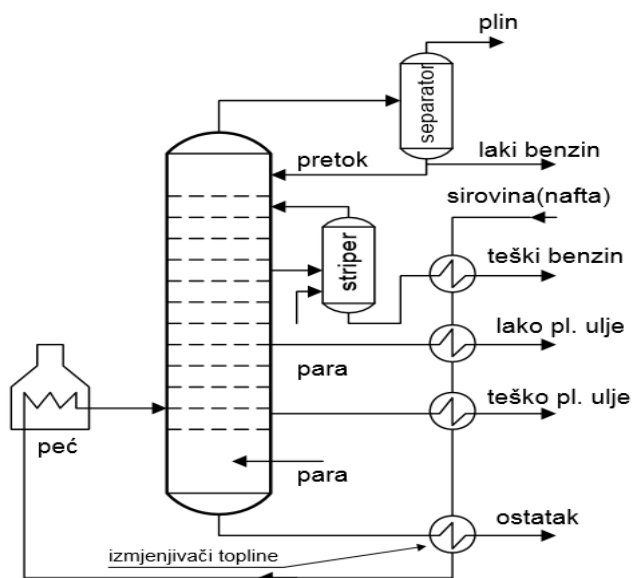 plin
separator
laki benzin
pretok
sirovina(nafta)
teški benzin
striper
lako pl. ulje
para
teško pl. ulje
peć
para
ostatak
izmjenjivači topline